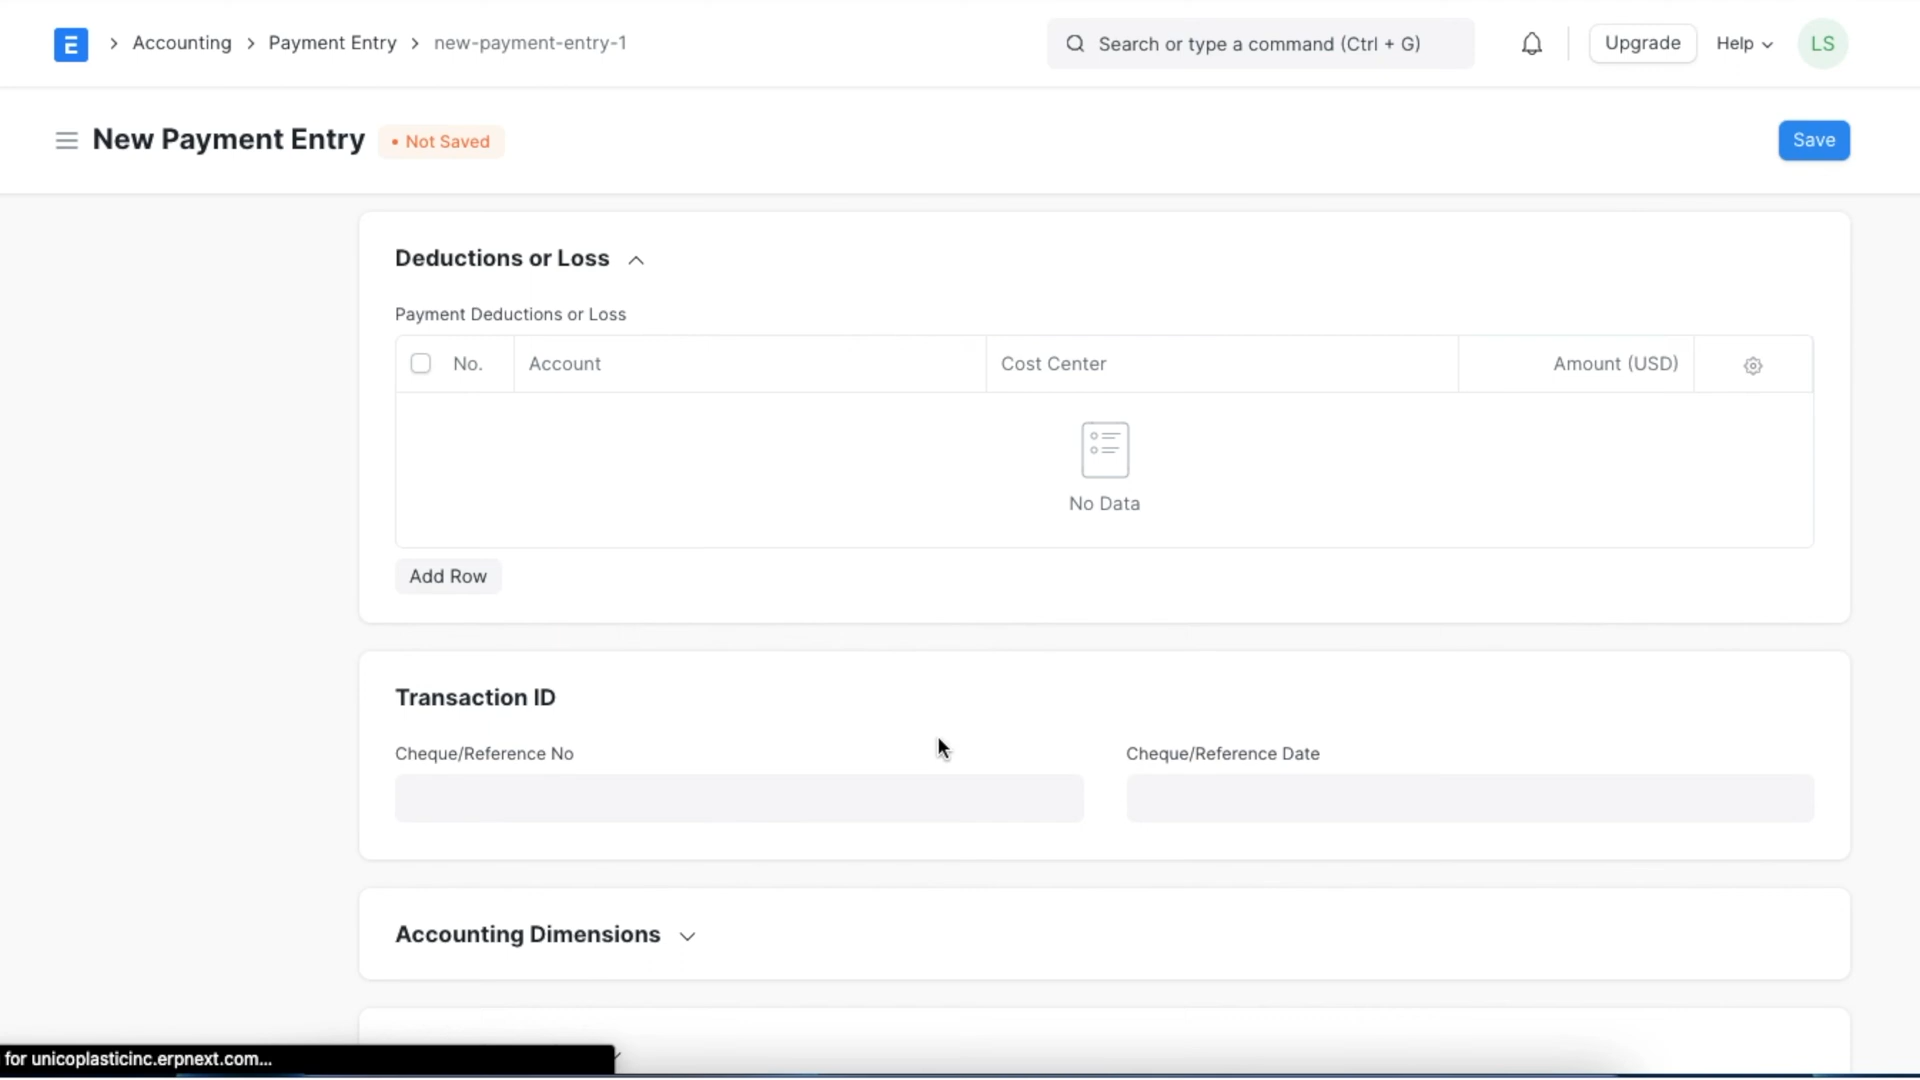 E > Accounting > Payment Entry > new-payment-entry-1
Search or type a command (Ctrl + G)
Upgrade
Help
LS
New Payment Entry
• Not Saved
Save
Deductions or Loss
Payment Deductions or Loss
No. Account Cost Center Amount (USD)
No Data
Add Row
Transaction ID
Cheque/Reference No
Cheque/Reference Date
Accounting Dimensions
for unicoplasticinc.erpnext.com...